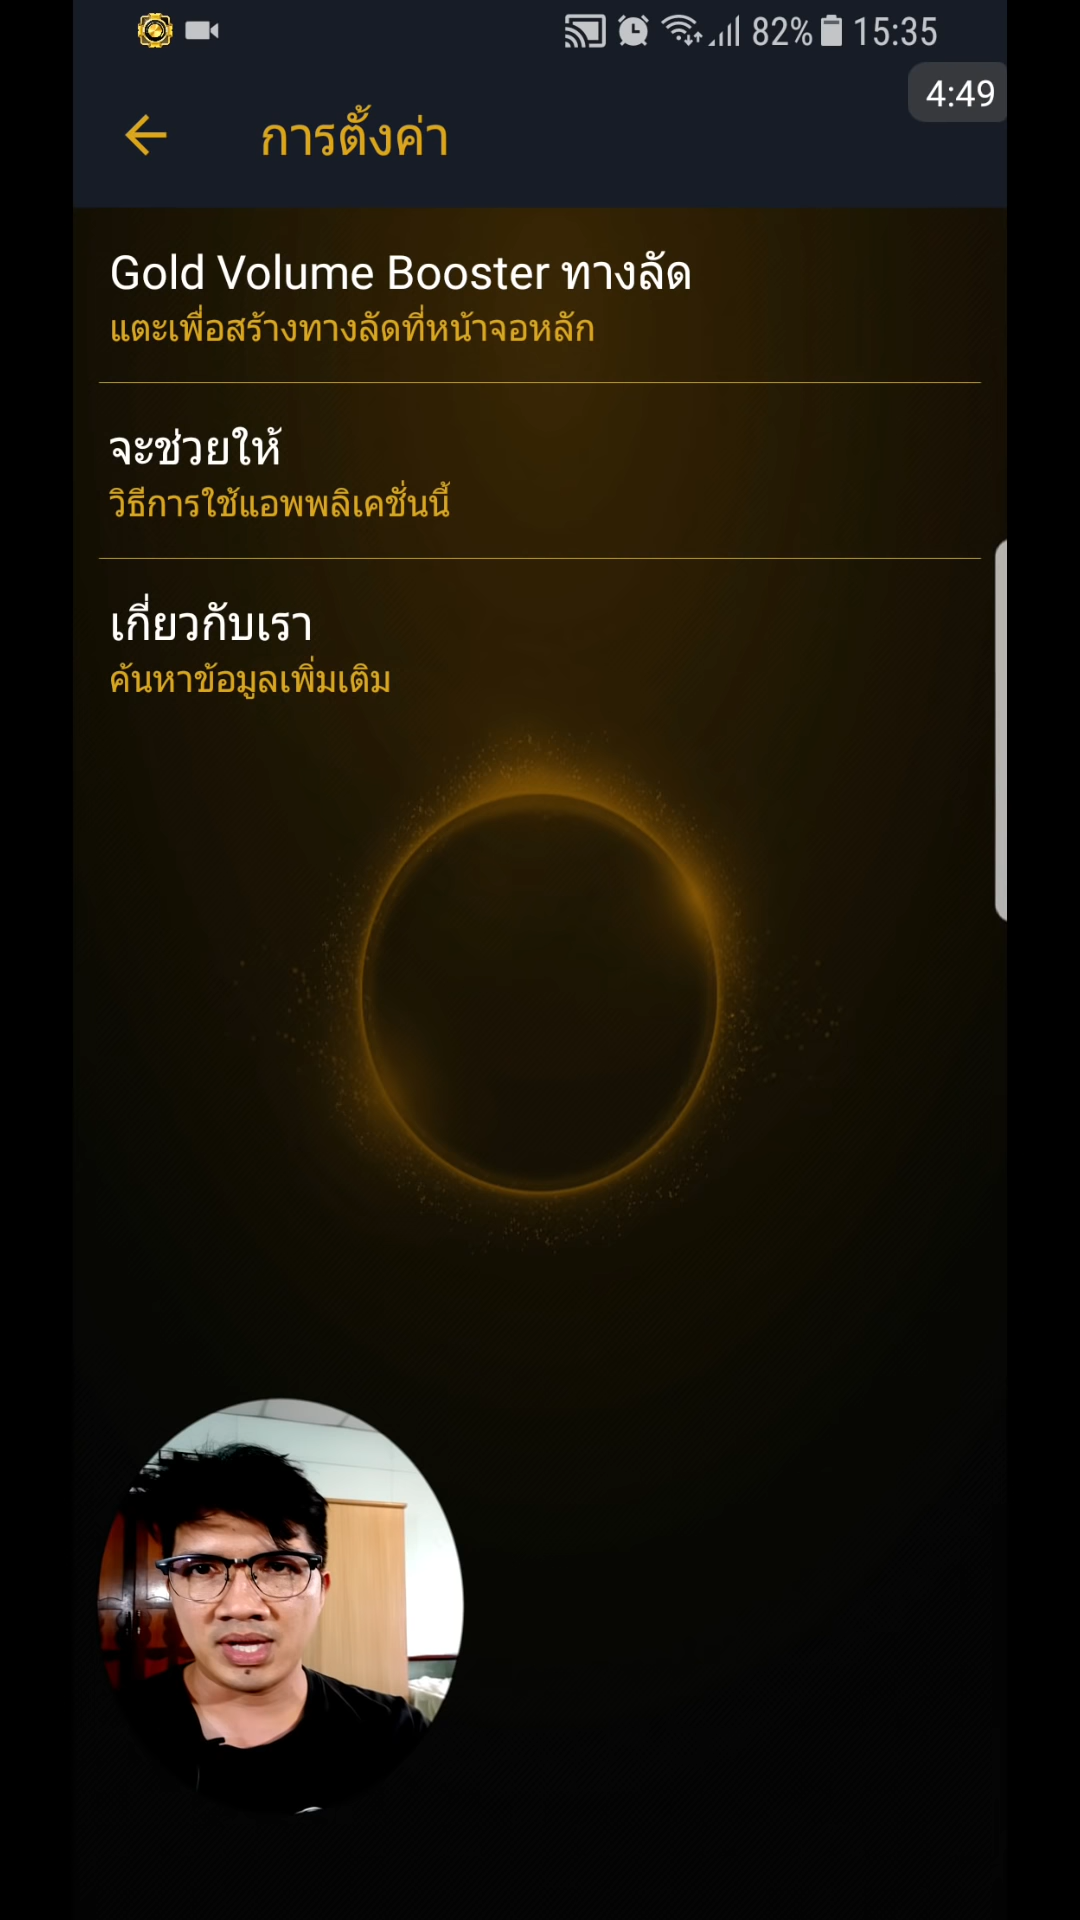 82% 15:35
4:49
การตั้งค่า
Gold Volume Booster ทางลัด
แตะเพื่อสร้างทางลัดที่หน้าจอหลัก
จะช่วยให้
วิธีการใช้แอพพลิเคชั่นนี้
เกี่ยวกับเรา
ค้นหาข้อมูลเพิ่มเติม